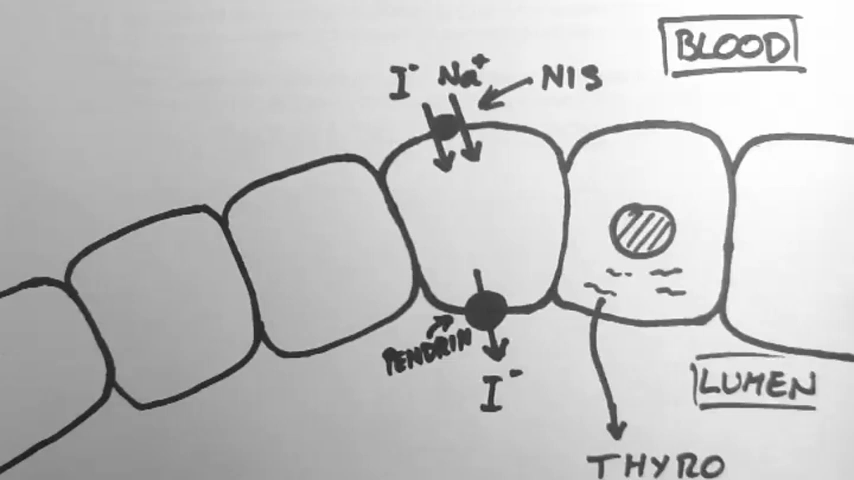 BLOOD
I⁻ Na⁺ NIS
PENDRIN
I⁻
LUMEN
THYRO